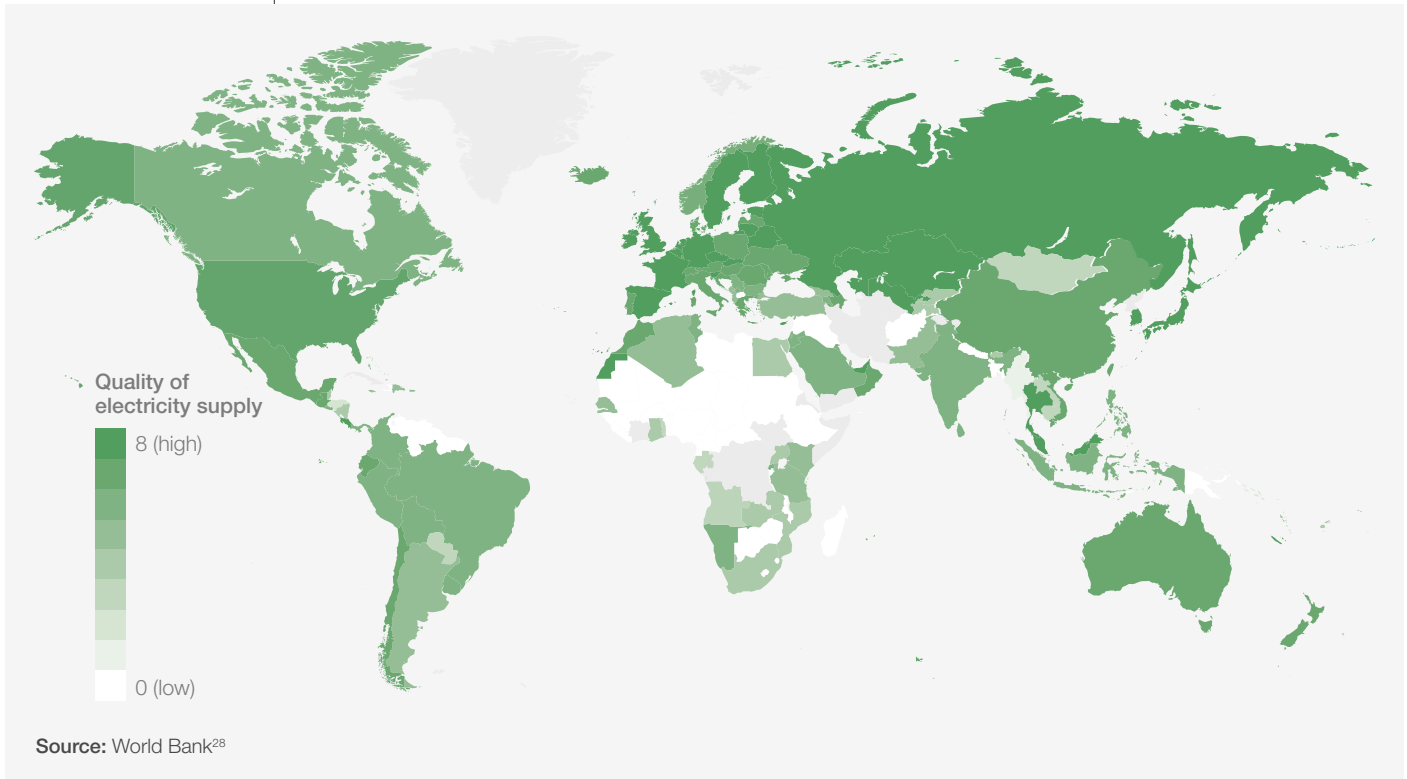 Quality of
electricity supply
8 (high)
0 (low)
Source: World Bank28